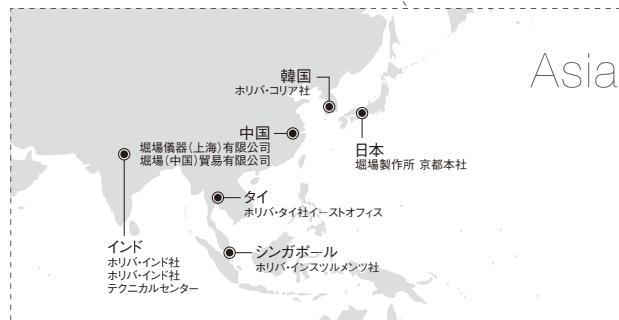 Asia
韓国
ホリバ・コリア社
中国
堀場儀器（上海）有限公司
堀場（中国）貿易有限公司
日本
堀場製作所 京都本社
タイ
ホリバ・タイ社イーストオフィス
インド
ホリバ・インド社
ホリバ・インド社
テクニカルセンター
シンガポール
ホリバ・インスツルメンツ社